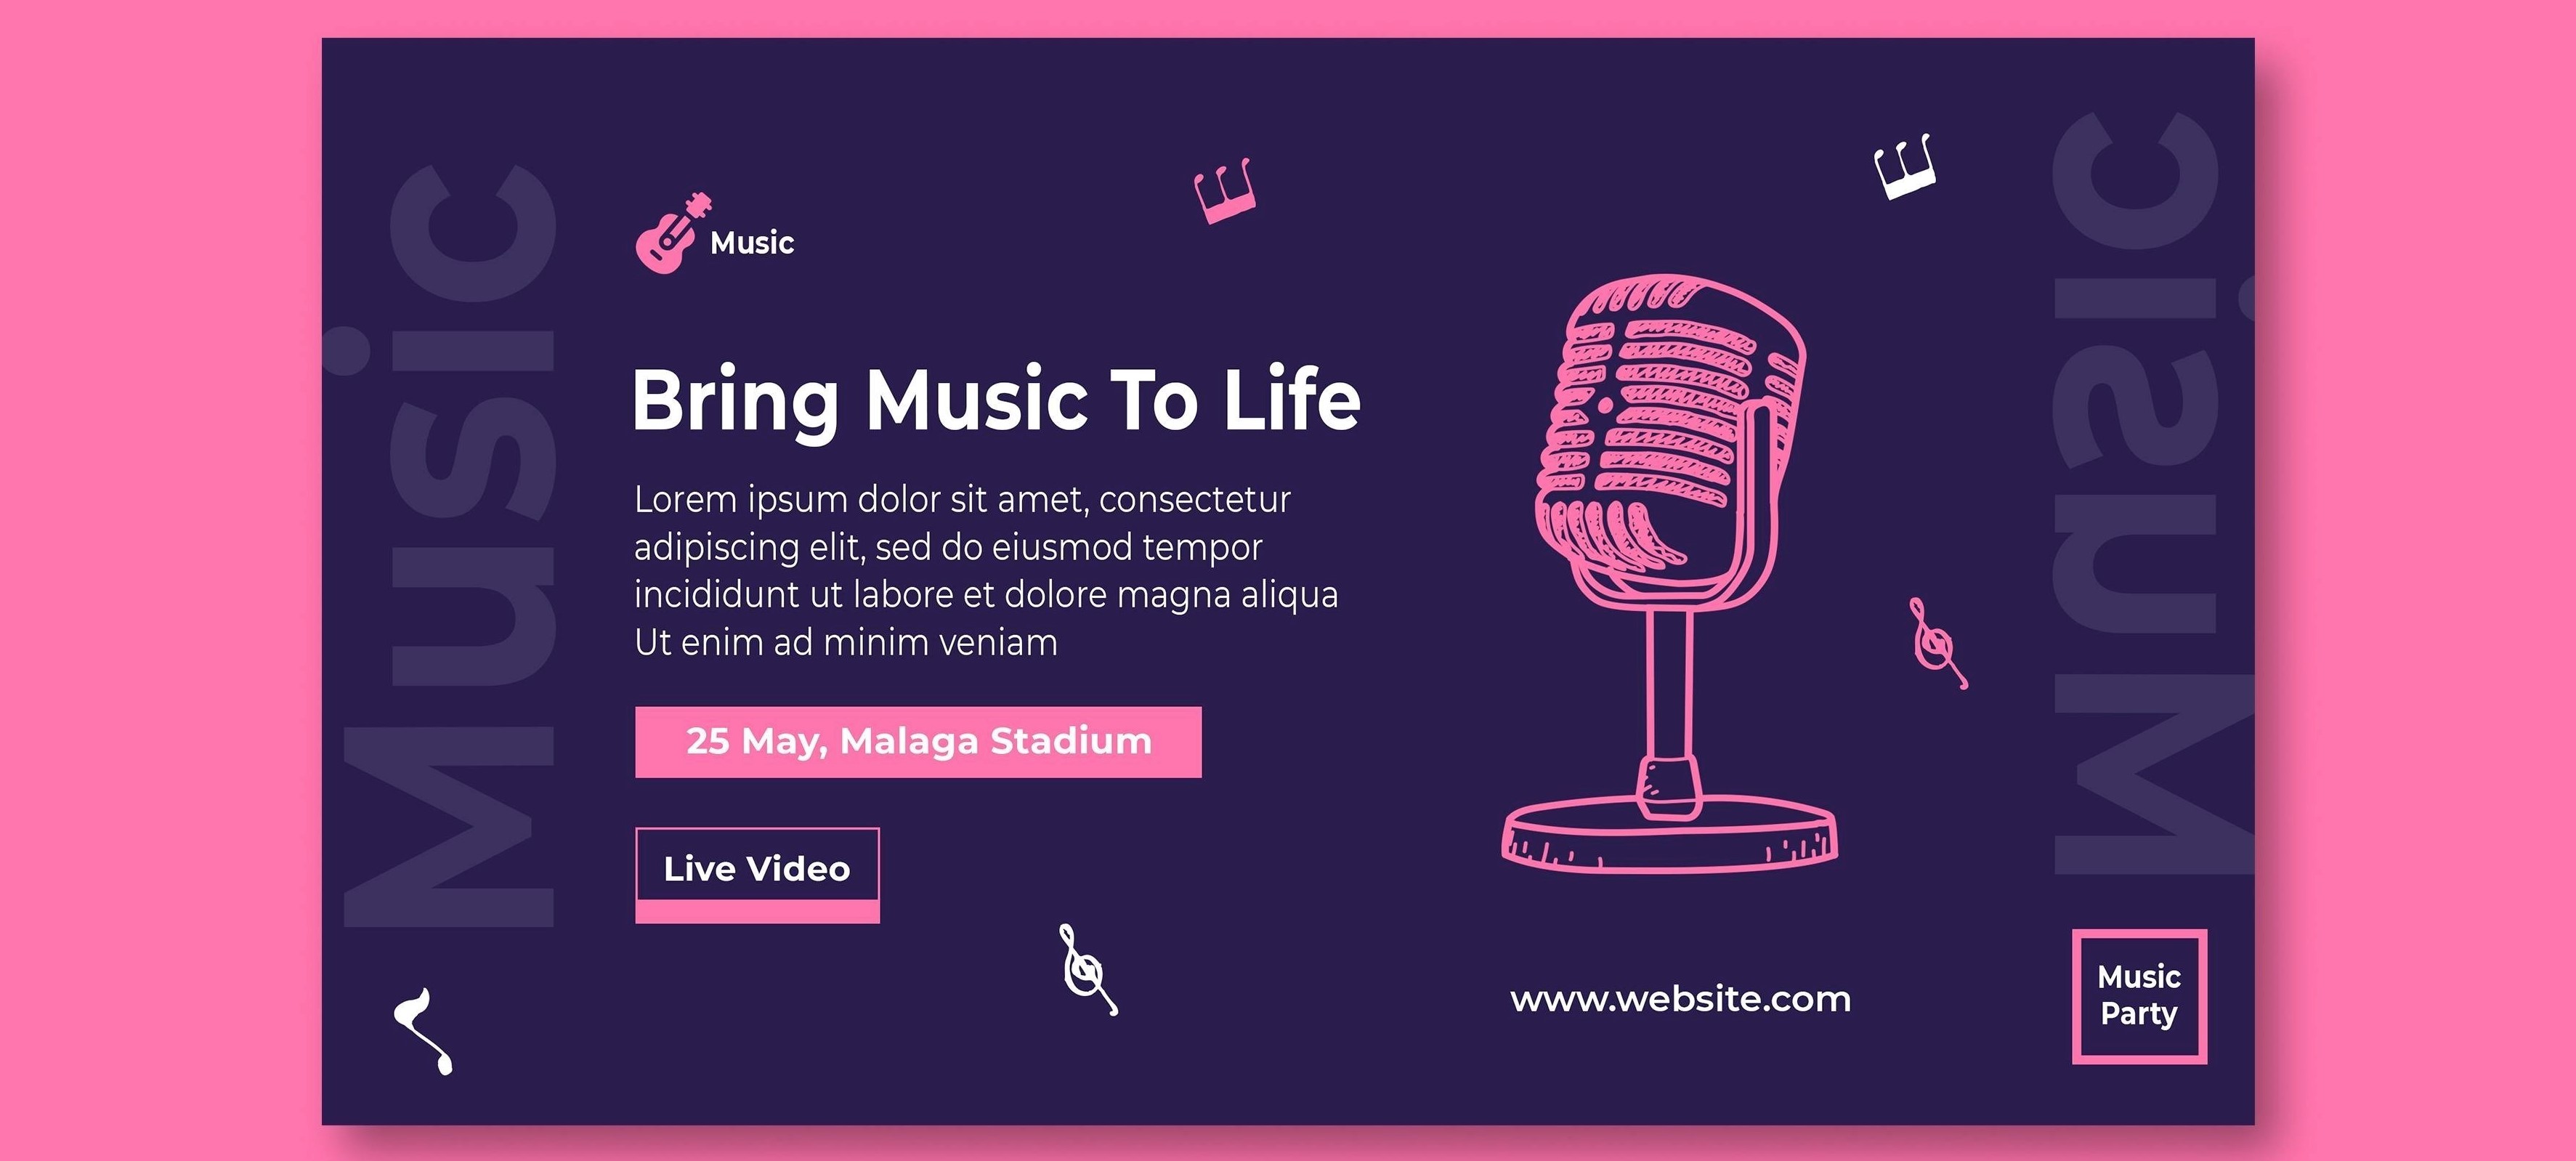 Music
Music
Bring Music To Life
Lorem ipsum dolor sit amet, consectetur
adipiscing elit, sed do eiusmod tempor
incididunt ut labore et dolore magna aliqua
Ut enim ad minim veniam
25 May, Malaga Stadium
Live Video
www.website.com
Music
Music
Party